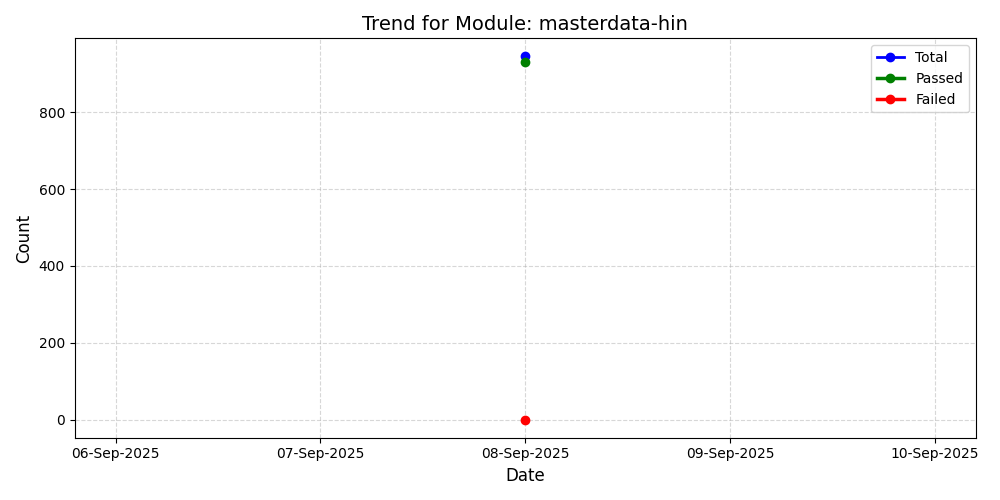 Trend for Module: masterdata-hin
Total
Passed
Failed
800
600
400
200
0
Count
06-Sep-2025 07-Sep-2025 08-Sep-2025 09-Sep-2025 10-Sep-2025
Date